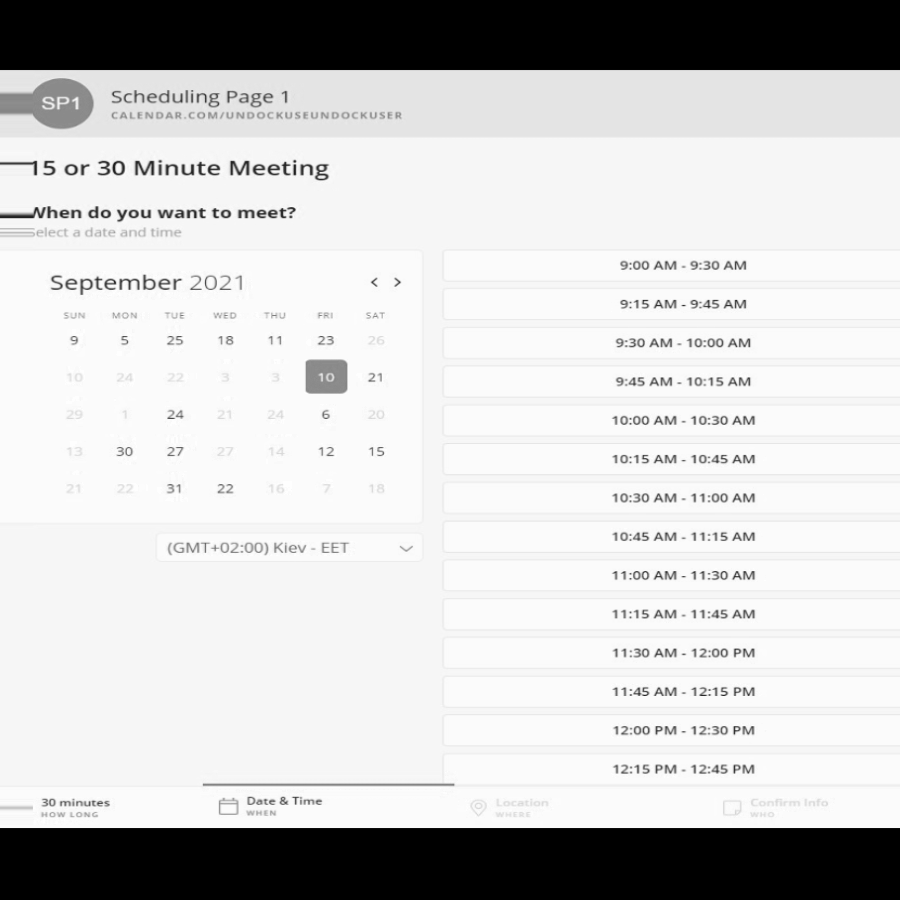 SP1
Scheduling Page 1
CALENDAR.COM/UNDOCKUSEUNDOCKUSER
15 or 30 Minute Meeting
When do you want to meet?
elect a date and time
September 2021
SUN MON TUE WED THU FRI SAT
9 5 25 18 11 23 26
10 24 22 3 3 10 21
29 1 24 21 24 6 20
13 30 27 27 14 12 15
21 22 31 22 16 7 18
(GMT+02:00) Kiev - EET
9:00 AM - 9:30 AM
9:15 AM - 9:45 AM
9:30 AM - 10:00 AM
9:45 AM - 10:15 AM
10:00 AM - 10:30 AM
10:15 AM - 10:45 AM
10:30 AM - 11:00 AM
10:45 AM - 11:15 AM
11:00 AM - 11:30 AM
11:15 AM - 11:45 AM
11:30 AM - 12:00 PM
11:45 AM - 12:15 PM
12:00 PM - 12:30 PM
12:15 PM - 12:45 PM
30 minutes
HOW LONG
Date & Time
WHEN
Location
WHERE
Confirm Info
WHO